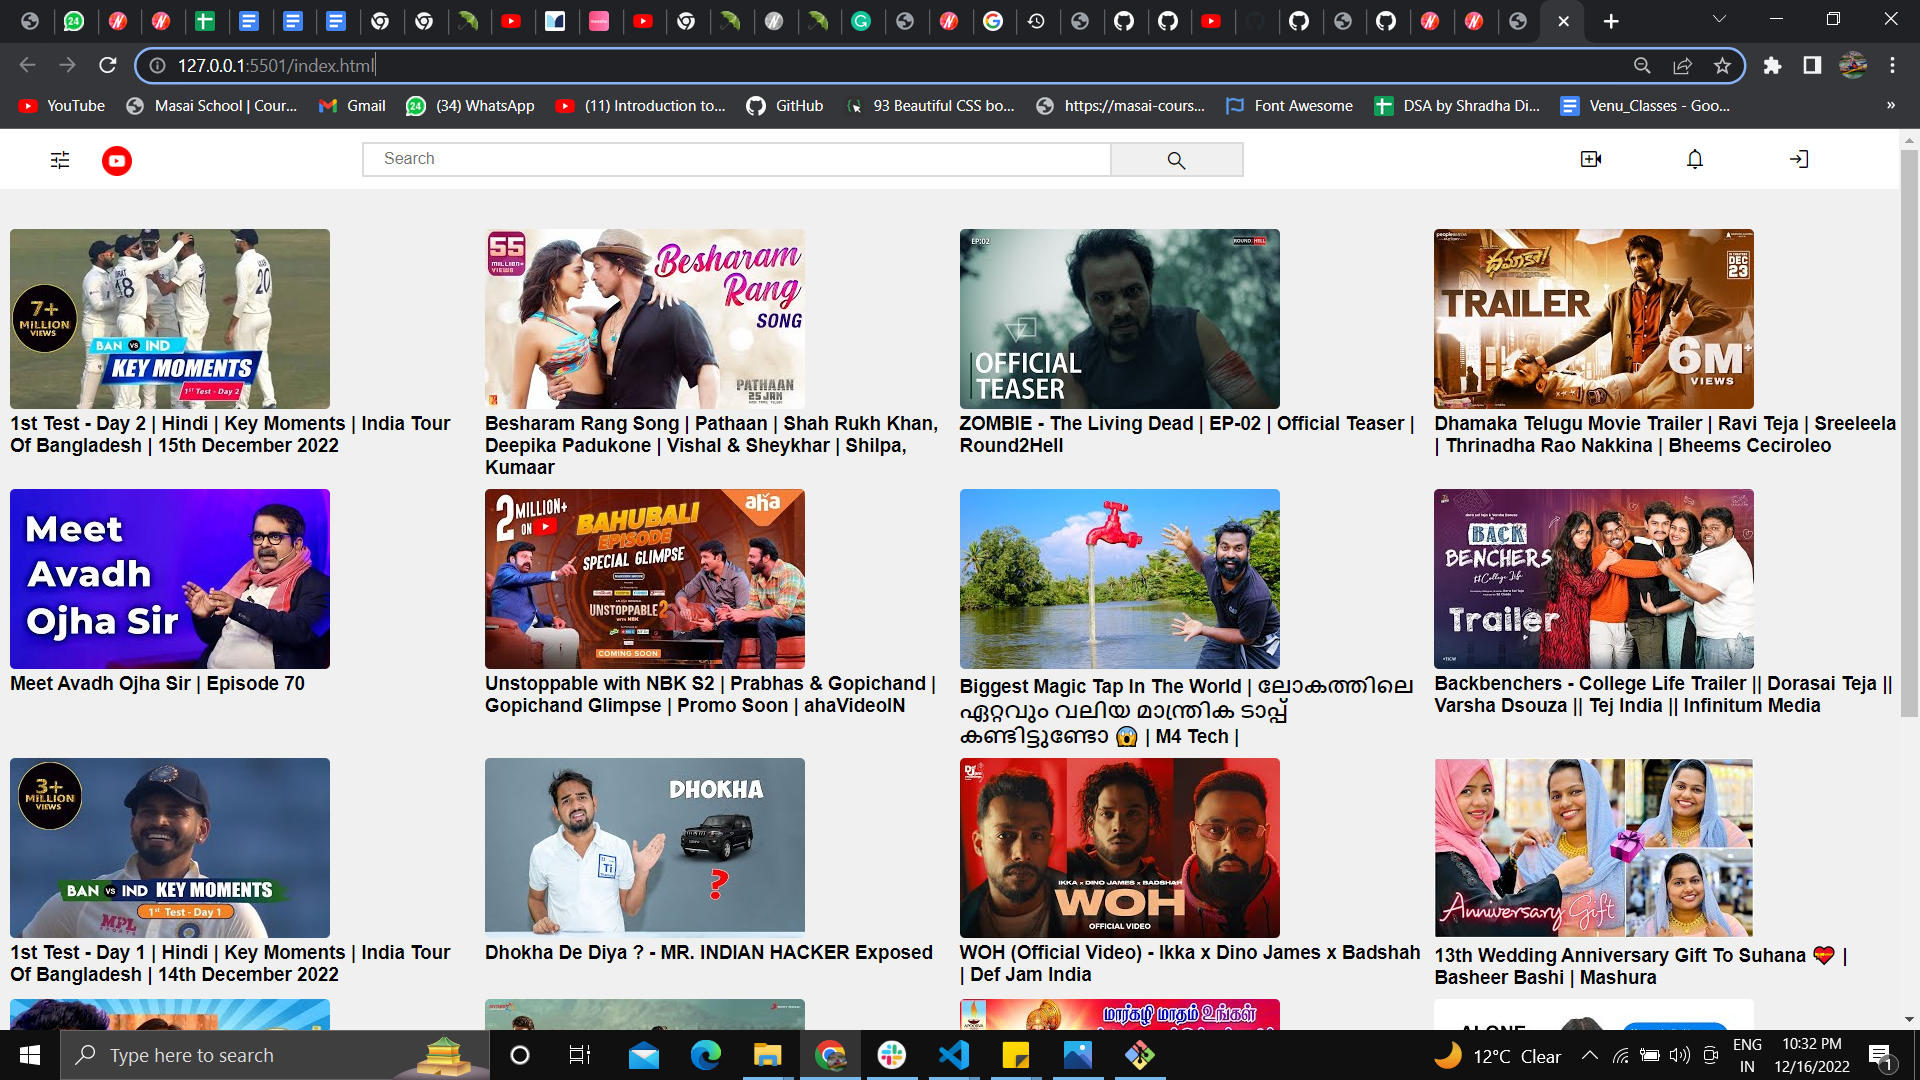 24
127.0.0.1:5501/index.html
YouTube
Masai School | Cour...
Gmail
(34) WhatsApp
(11) Introduction to...
GitHub
93 Beautiful CSS bo...
https://masai-cours...
Font Awesome
DSA by Shradha Di...
Venu_Classes - Goo...
»
Search
7+
MILLION
VIEWS
BAN VS IND
KEY MOMENTS
1ST Test - Day 2
1st Test - Day 2 | Hindi | Key Moments | India Tour
Of Bangladesh | 15th December 2022
55
MILLION+
VIEWS
Besharam
Rang
SONG
PATHAAN
25 JAN
Besharam Rang Song | Pathaan | Shah Rukh Khan,
Deepika Padukone | Vishal & Sheykhar | Shilpa,
Kumaar
EP:02
ROUND2HELL
OFFICIAL
TEASER
ZOMBIE - The Living Dead | EP-02 | Official Teaser |
Round2Hell
ధమాకా
DEC
23
TRAILER
6M+
VIEWS
Dhamaka Telugu Movie Trailer | Ravi Teja | Sreeleela
| Thrinadha Rao Nakkina | Bheems Ceciroleo
Meet
Avadh
Ojha Sir
Meet Avadh Ojha Sir | Episode 70
2 MILLION+
ON
aha
BAHUBALI
EPISODE
SPECIAL GLIMPSE
UNSTOPPABLE 2
WITH NBK
COMING SOON
Unstoppable with NBK S2 | Prabhas & Gopichand |
Gopichand Glimpse | Promo Soon | ahaVideoIN
Biggest Magic Tap In The World | ലോകത്തിലെ
ഏറ്റവും വലിയ മാന്ത്രിക ടാപ്പ്
കണ്ടിട്ടുണ്ടോ 😱 | M4 Tech |
BACK
BENCHERS
#College Life
Trailer
Backbenchers - College Life Trailer || Dorasai Teja ||
Varsha Dsouza || Tej India || Infinitum Media
3+
MILLION
VIEWS
BAN VS IND KEY MOMENTS
1st Test - Day 1
MPL
1st Test - Day 1 | Hindi | Key Moments | India Tour
Of Bangladesh | 14th December 2022
DHOKHA
Ti
?
Dhokha De Diya ? - MR. INDIAN HACKER Exposed
IKKA x DINO JAMES x BADSHAH
WOH
OFFICIAL VIDEO
WOH (Official Video) - Ikka x Dino James x Badshah
| Def Jam India
Anniversary Gift
13th Wedding Anniversary Gift To Suhana 💝 |
Basheer Bashi | Mashura
மார்கழி மாதம் உங்கள்
ALONE
Type here to search
12°C Clear
ENG
IN
10:32 PM
12/16/2022
1